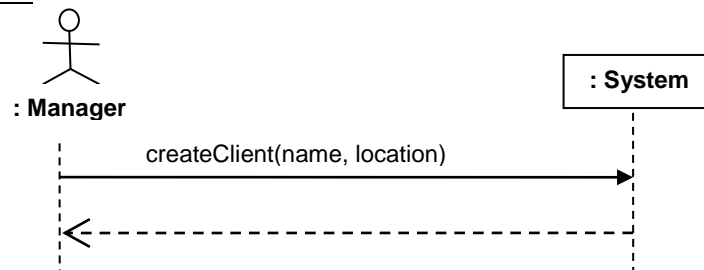 : System
: Manager
createClient(name, location)